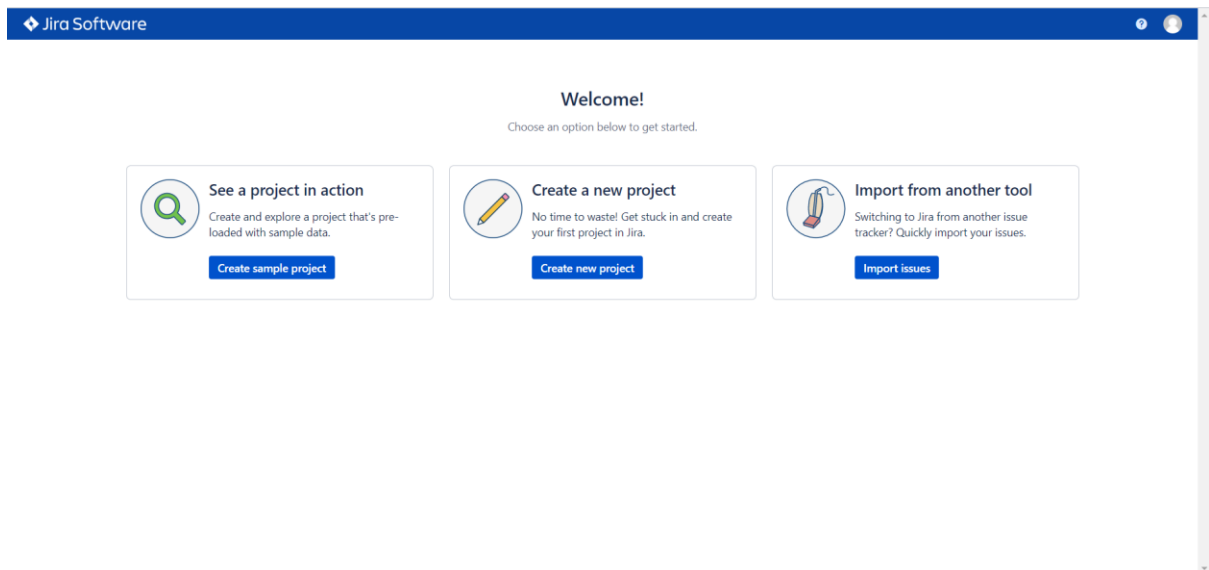 Jira Software
?
Welcome!
Choose an option below to get started.
See a project in action
Create and explore a project that's pre-
loaded with sample data.
Create sample project
Create a new project
No time to waste! Get stuck in and create
your first project in Jira.
Create new project
Import from another tool
Switching to Jira from another issue
tracker? Quickly import your issues.
Import issues